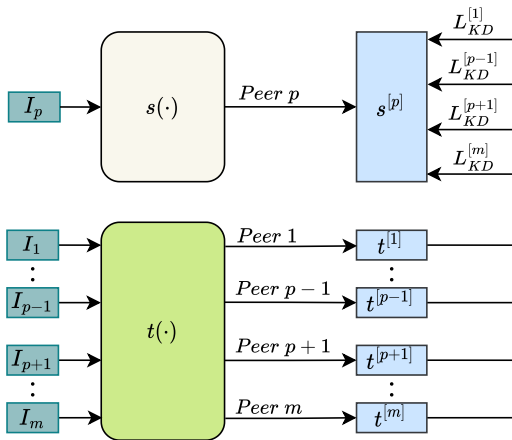 L_{KD}^{[1]}
L_{KD}^{[p-1]}
I_p s(·) Peer p s^{[p]}
L_{KD}^{[p+1]}
L_{KD}^{[m]}
I_1 Peer 1 t^{[1]}
⋮ ⋮
I_{p-1} Peer p − 1 t^{[p-1]}
t(·)
I_{p+1} Peer p + 1 t^{[p+1]}
⋮ ⋮
I_m Peer m t^{[m]}